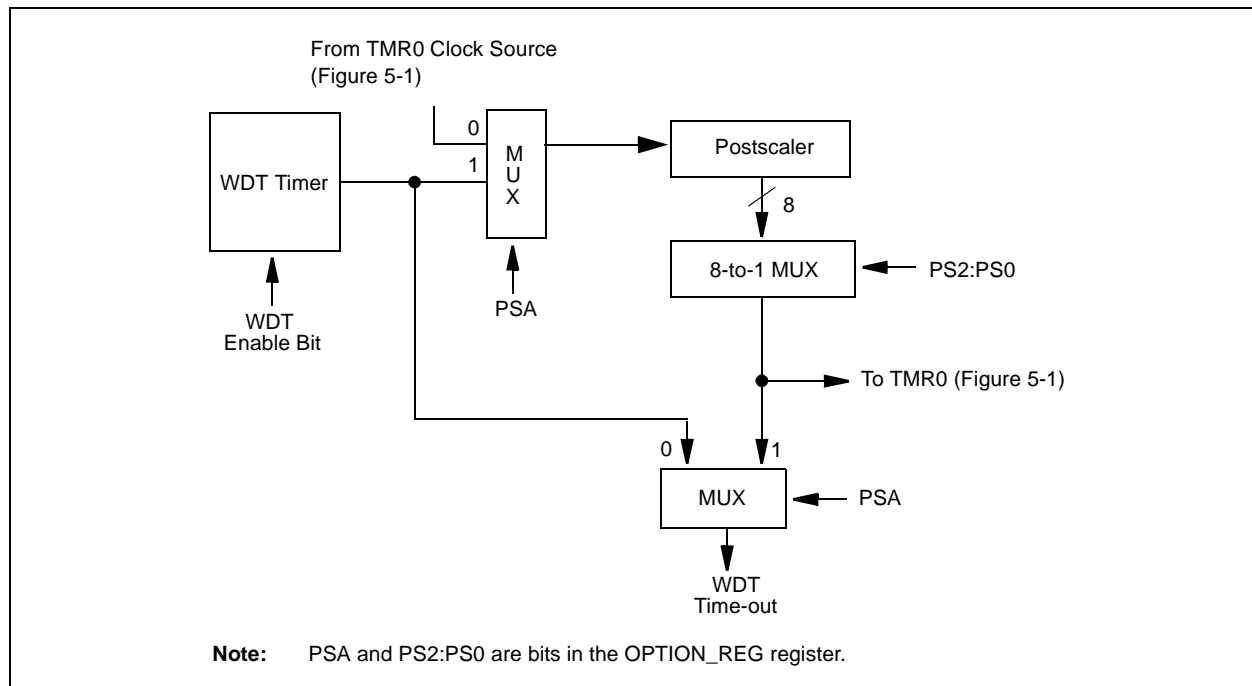 From TMR0 Clock Source
(Figure 5-1)
0
1
M
U
X
WDT Timer
Postscaler
8
8-to-1 MUX
PS2:PS0
PSA
WDT
Enable Bit
To TMR0 (Figure 5-1)
0
1
MUX
PSA
WDT
Time-out
Note: PSA and PS2:PS0 are bits in the OPTION_REG register.